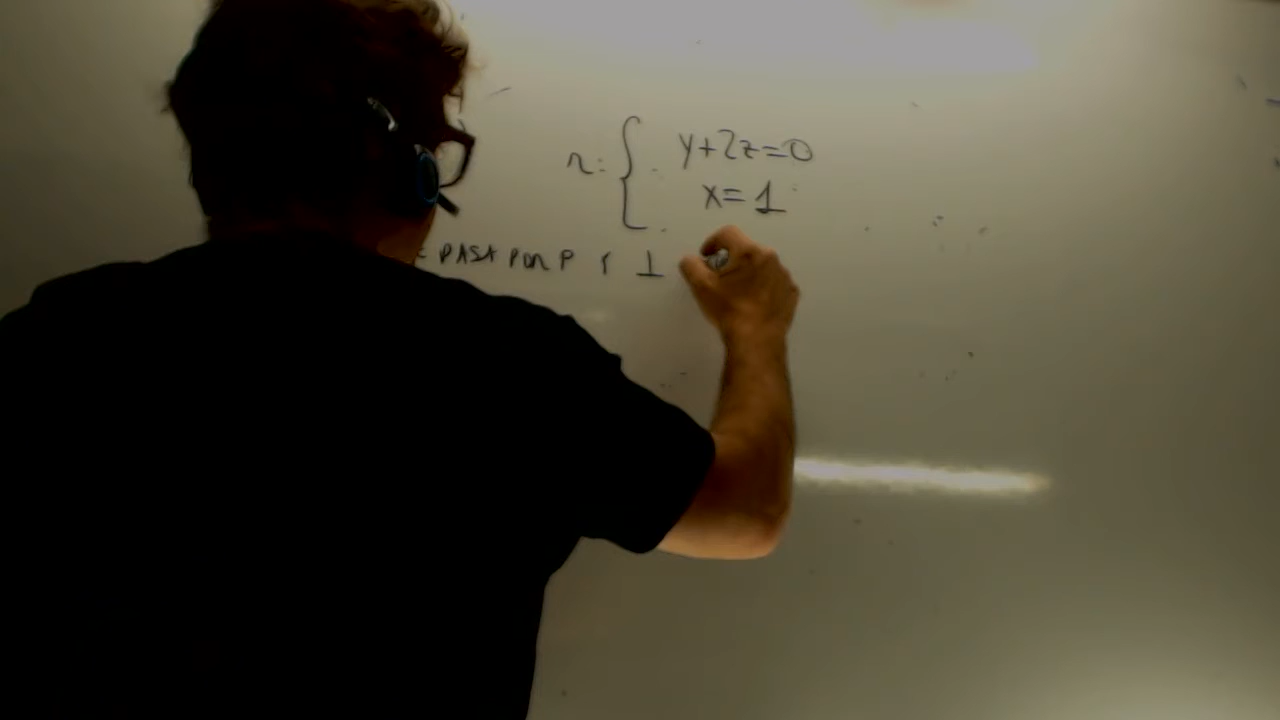 r: { y+2z=0
x=1
PASA POR P Y ⊥